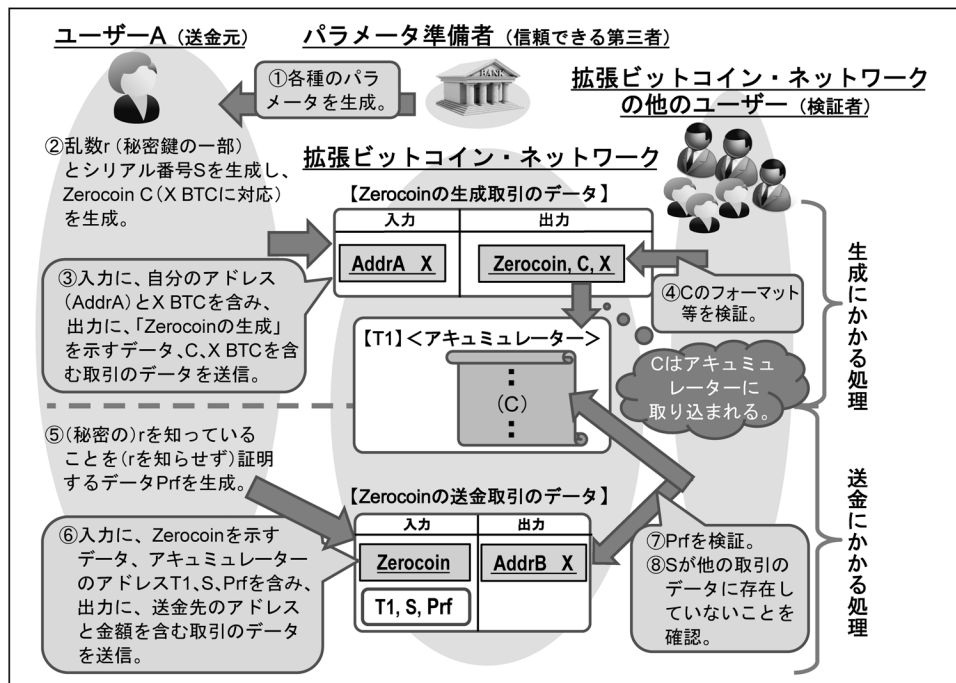 ユーザーA（送金元）
パラメータ準備者（信頼できる第三者）
①各種のパラ
メータを生成。
BANK
拡張ビットコイン・ネットワーク
の他のユーザー（検証者）
②乱数r（秘密鍵の一部）
とシリアル番号Sを生成し、
Zerocoin C（X BTCに対応）
を生成。
拡張ビットコイン・ネットワーク
【Zerocoinの生成取引のデータ】
入力
出力
AddrA X
Zerocoin, C, X
③入力に、自分のアドレス
（AddrA）とX BTCを含み、
出力に、「Zerocoinの生成」
を示すデータ、C、X BTCを含
む取引のデータを送信。
④Cのフォーマット
等を検証。
生成にかかる処理
【T1】＜アキュミュレーター＞
（C）
Cはアキュミュ
レーターに
取り込まれる。
⑤（秘密の）rを知っている
ことを（rを知らせず）証明
するデータPrfを生成。
【Zerocoinの送金取引のデータ】
入力
出力
Zerocoin
AddrB X
T1, S, Prf
⑥入力に、Zerocoinを示す
データ、アキュミュレーター
のアドレスT1、S、Prfを含み、
出力に、送金先のアドレス
と金額を含む取引のデータ
を送信。
⑦Prfを検証。
⑧Sが他の取引の
データに存在し
ていないことを
確認。
送金にかかる処理